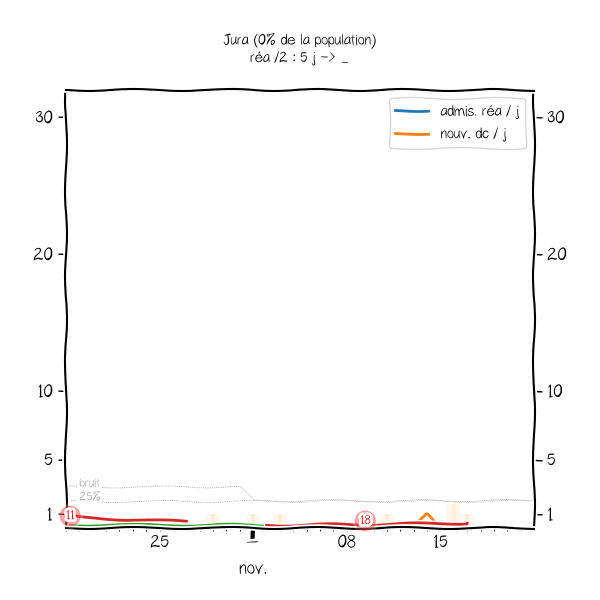 Jura (0% de la population)
réa /2 : 5 j -> _
admis. réa / j
nouv. dc / j
30 30
20 20
10 10
5 5
bruit
25%
1 11 18 1
25 08 15
nov.